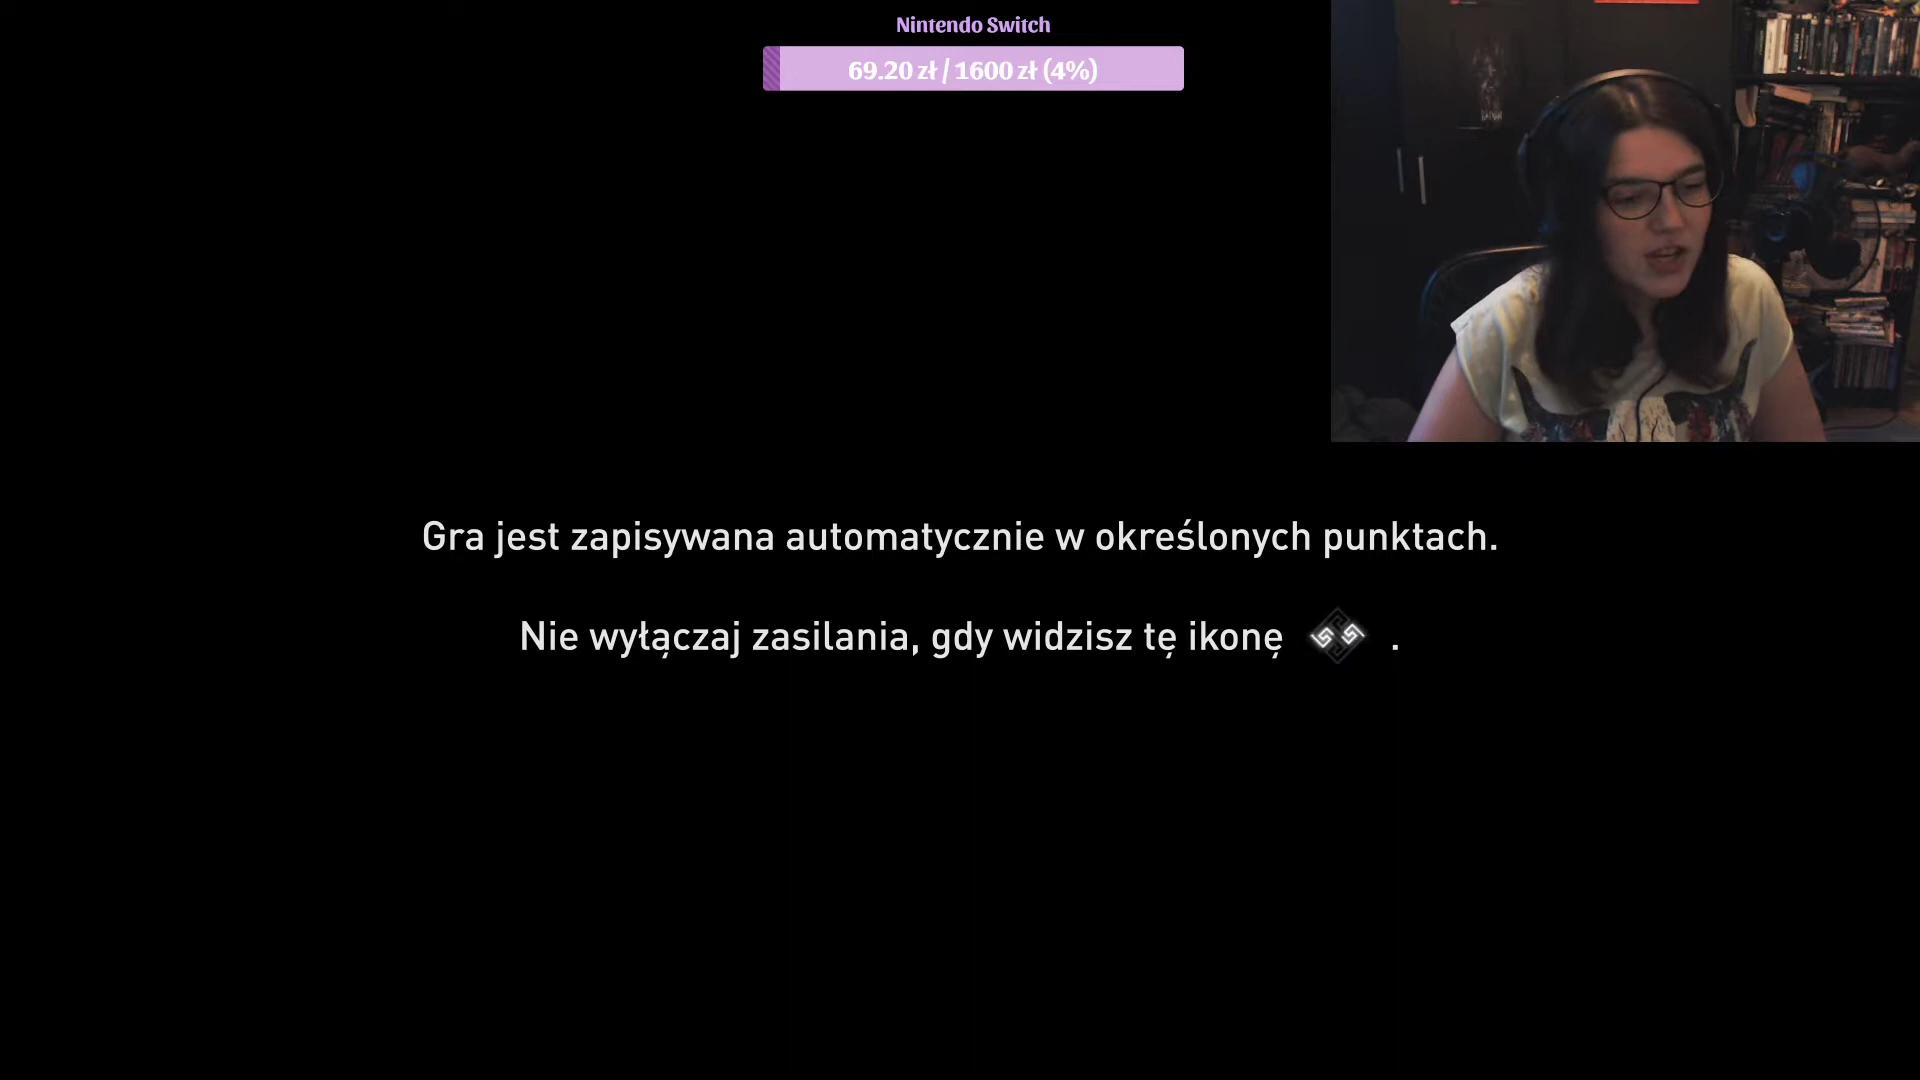 Nintendo Switch
69.20 zł / 1600 zł (4%)
Gra jest zapisywana automatycznie w określonych punktach.
Nie wyłączaj zasilania, gdy widzisz tę ikonę .